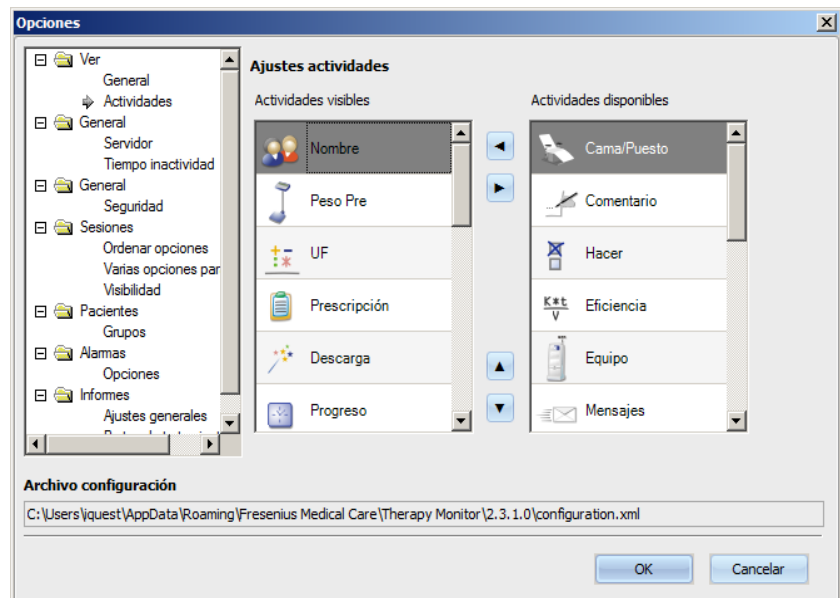 Opciones
Ver
General
Actividades
General
Servidor
Tiempo inactividad
General
Seguridad
Sesiones
Ordenar opciones
Varias opciones par
Visibilidad
Pacientes
Grupos
Alarmas
Opciones
Informes
Ajustes generales
Ajustes actividades
Actividades visibles
Nombre
Peso Pre
UF
Prescripción
Descarga
Progreso
Actividades disponibles
Cama/Puesto
Comentario
Hacer
K*t
V
Eficiencia
Equipo
Mensajes
Archivo configuración
C:\Users\iquest\AppData\Roaming\Fresenius Medical Care\Therapy Monitor\2.3.1.0\configuration.xml
OK
Cancelar